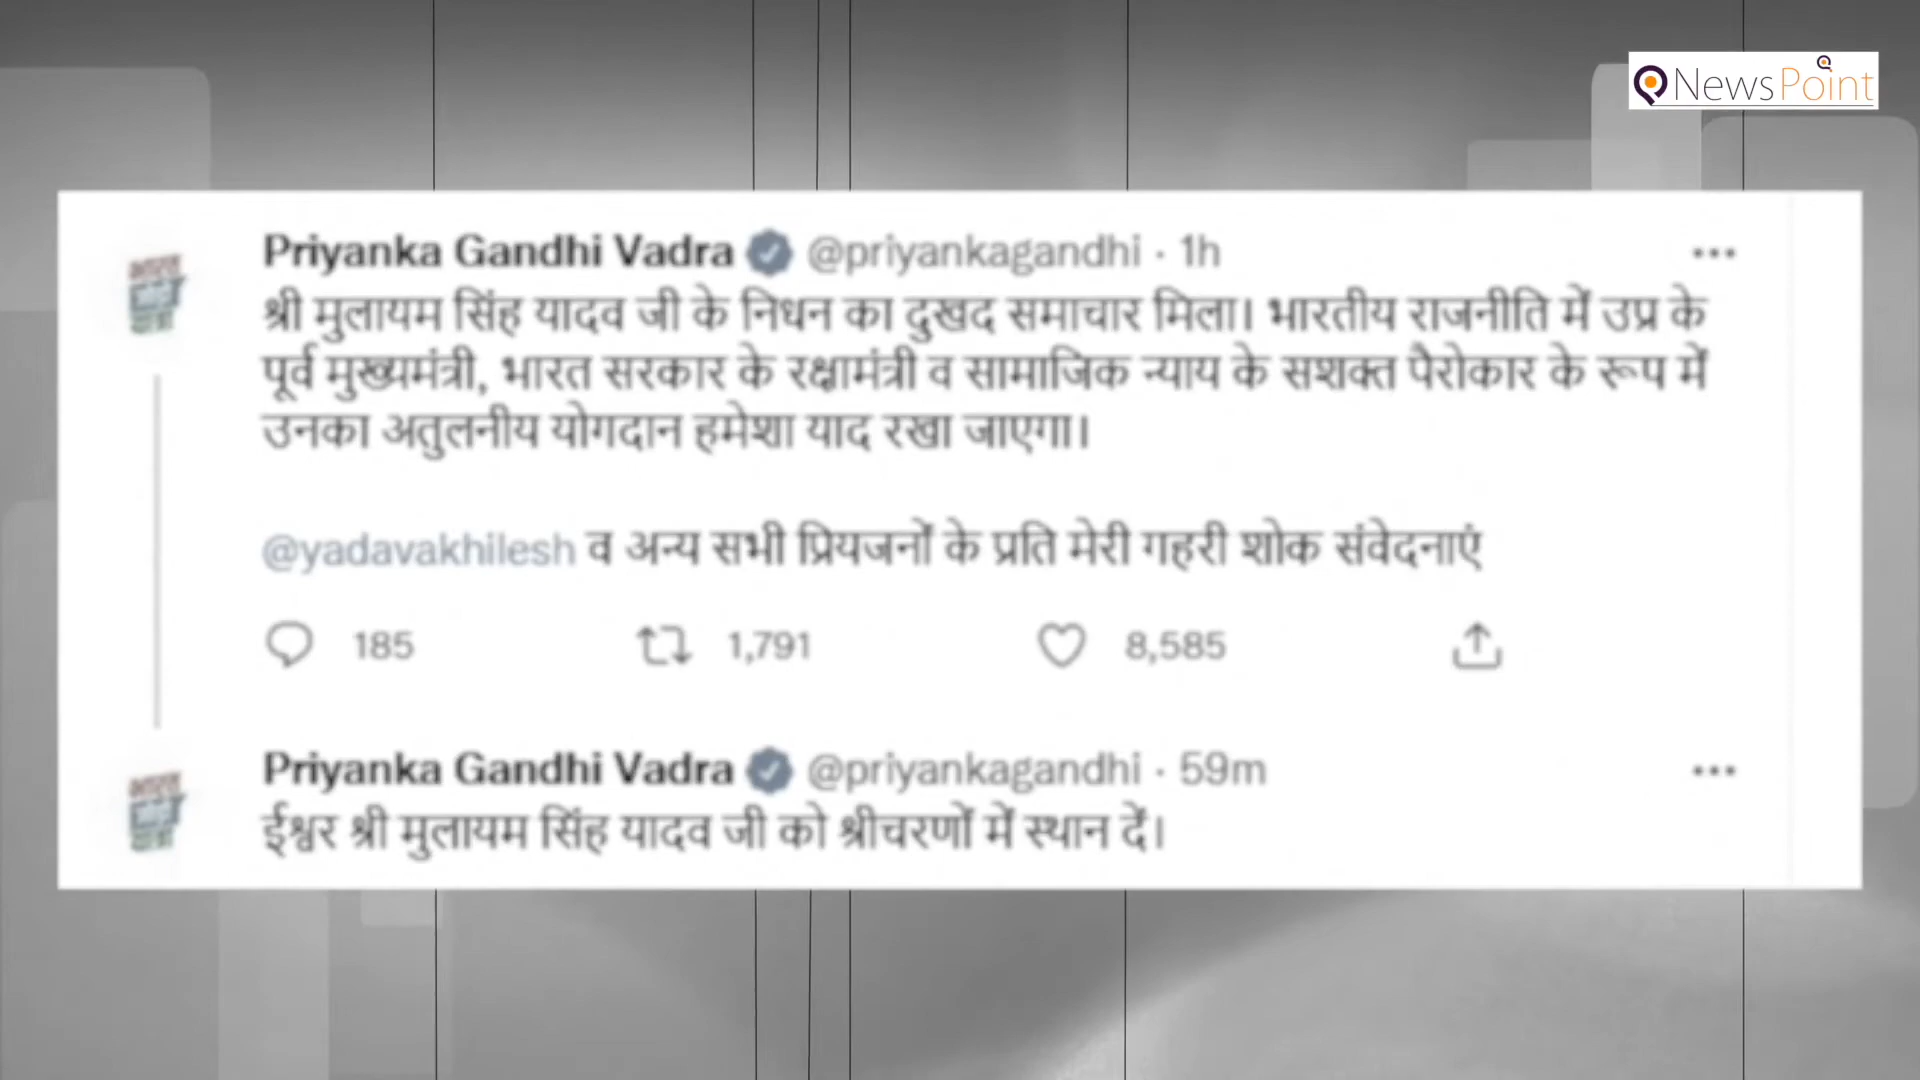 NewsPoint
Priyanka Gandhi Vadra @priyankagandhi · 1h
श्री मुलायम सिंह यादव जी के निधन का दुखद समाचार मिला। भारतीय राजनीति में उप्र के
पूर्व मुख्यमंत्री, भारत सरकार के रक्षामंत्री व सामाजिक न्याय के सशक्त पैरोकार के रूप में
उनका अतुलनीय योगदान हमेशा याद रखा जाएगा।
@yadavakhilesh व अन्य सभी प्रियजनों के प्रति मेरी गहरी शोक संवेदनाएं
185 1,791 8,585
Priyanka Gandhi Vadra @priyankagandhi · 59m
ईश्वर श्री मुलायम सिंह यादव जी को श्रीचरणों में स्थान दें।